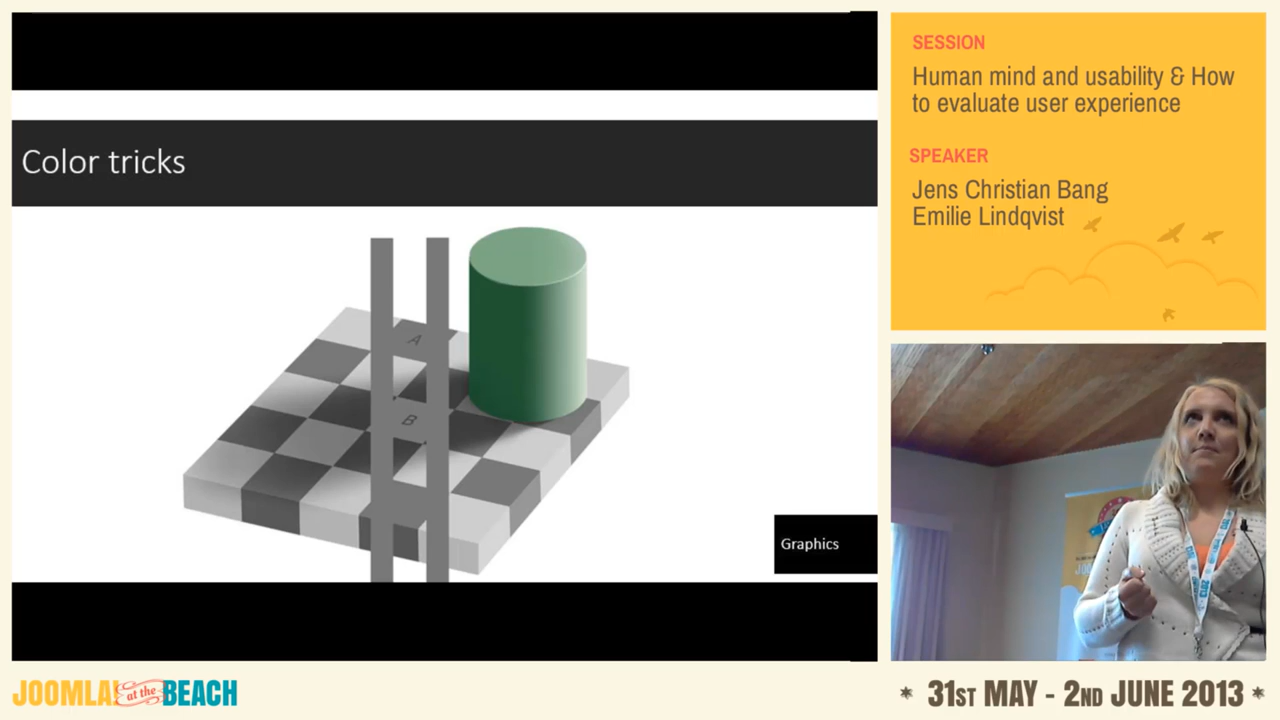 Color tricks
A
B
Graphics
SESSION
Human mind and usability & How
to evaluate user experience
SPEAKER
Jens Christian Bang
Emilie Lindqvist
2013
JOOMLA! at the BEACH
* 31ST MAY - 2ND JUNE 2013 *